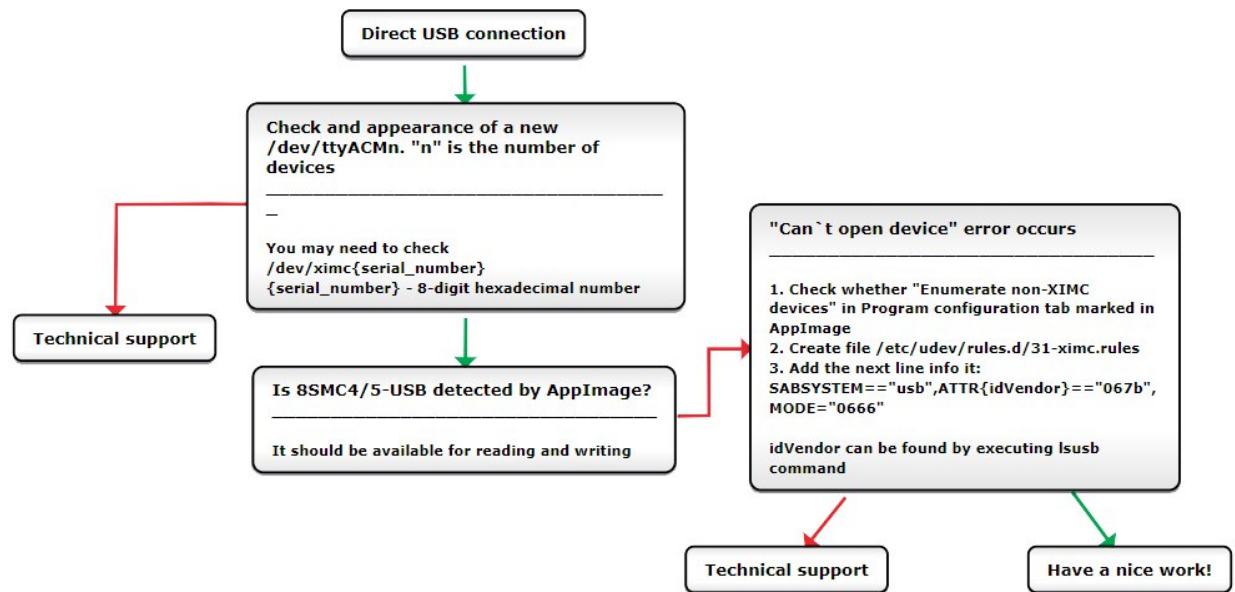 Direct USB connection
Check and appearance of a new
/dev/ttyACMn. "n" is the number of
devices
You may need to check
/dev/ximc{serial_number}
{serial_number} - 8-digit hexadecimal number
Technical support
Is 8SMC4/5-USB detected by AppImage?
It should be available for reading and writing
"Can`t open device" error occurs
1. Check whether "Enumerate non-XIMC
devices" in Program configuration tab marked in
AppImage
2. Create file /etc/udev/rules.d/31-ximc.rules
3. Add the next line info it:
SABSYSTEM=="usb",ATTR{idVendor}=="067b",
MODE="0666"
idVendor can be found by executing lsusb
command
Technical support
Have a nice work!